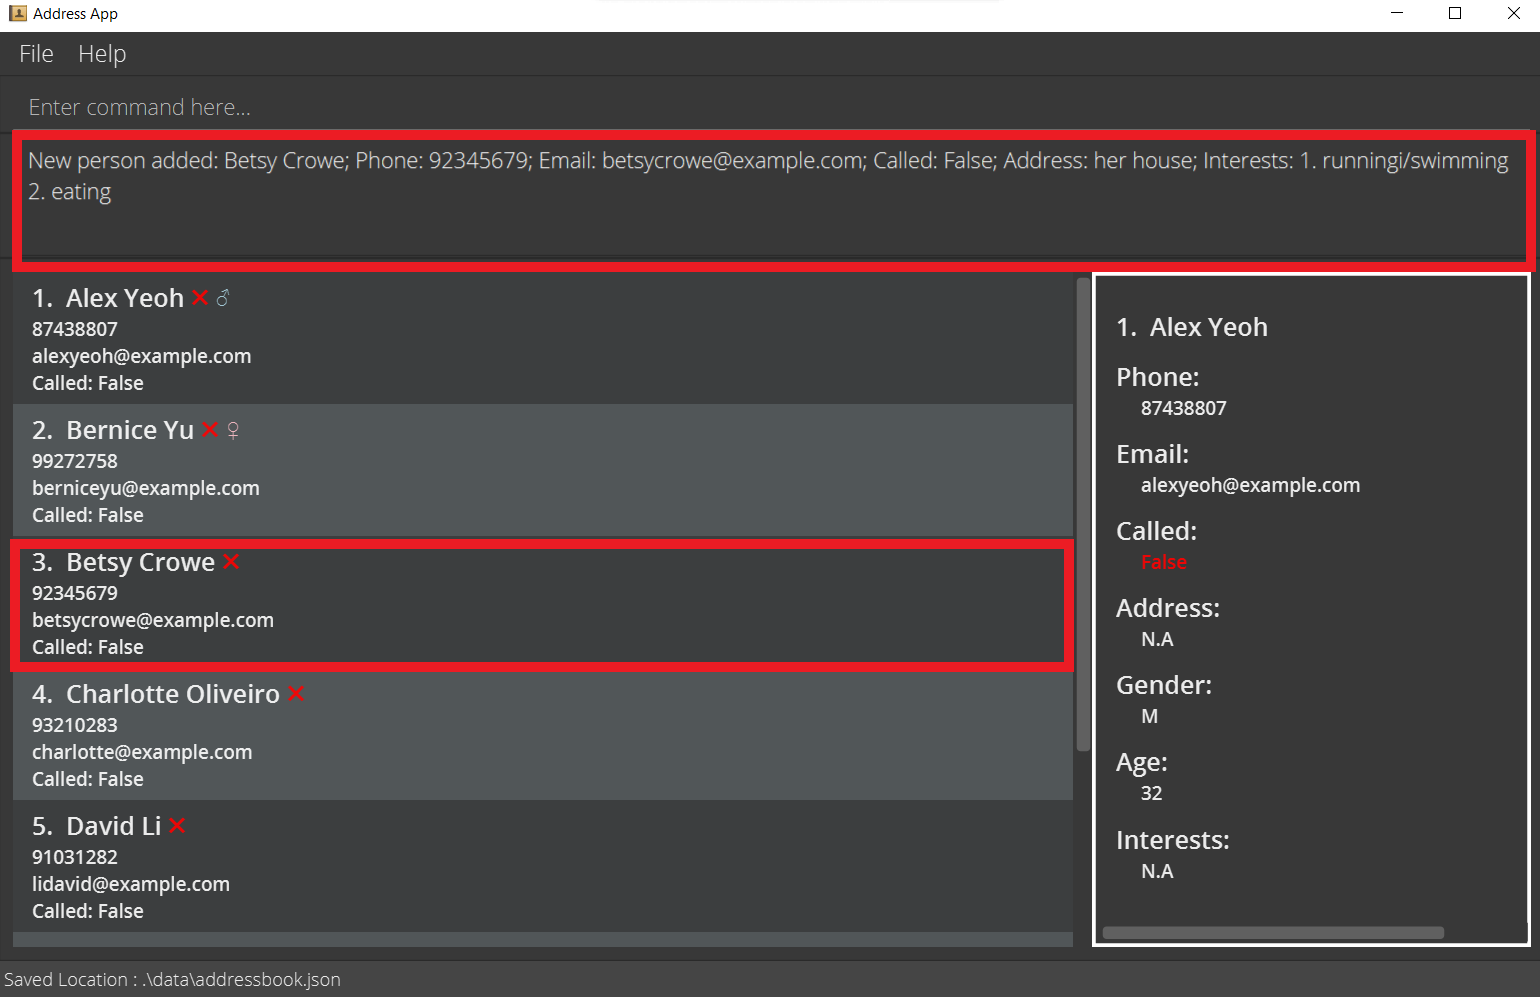 Address App
File Help
Enter command here...
New person added: Betsy Crowe; Phone: 92345679; Email: betsycrowe@example.com; Called: False; Address: her house; Interests: 1. runningi/swimming
2. eating
1. Alex Yeoh ✕ ♂
87438807
alexyeoh@example.com
Called: False
2. Bernice Yu ✕ ♀
99272758
berniceyu@example.com
Called: False
3. Betsy Crowe ✕
92345679
betsycrowe@example.com
Called: False
4. Charlotte Oliveiro ✕
93210283
charlotte@example.com
Called: False
5. David Li ✕
91031282
lidavid@example.com
Called: False
1. Alex Yeoh
Phone:
87438807
Email:
alexyeoh@example.com
Called:
False
Address:
N.A
Gender:
M
Age:
32
Interests:
N.A
Saved Location : .\data\addressbook.json